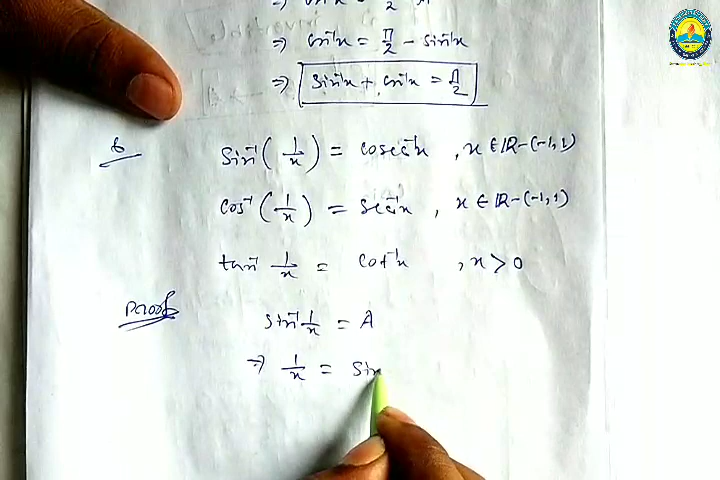 ⇒ cos⁻¹x = π/2 − sin⁻¹x
⇒ sin⁻¹x + cos⁻¹x = π/2
6 sin⁻¹(1/x) = cosec⁻¹x , x ∈ R−(−1,1)
cos⁻¹(1/x) = sec⁻¹x , x ∈ R−(−1,1)
tan⁻¹ 1/x = cot⁻¹x , x > 0
Proof sin⁻¹ 1/x = A
⇒ 1/x = sin